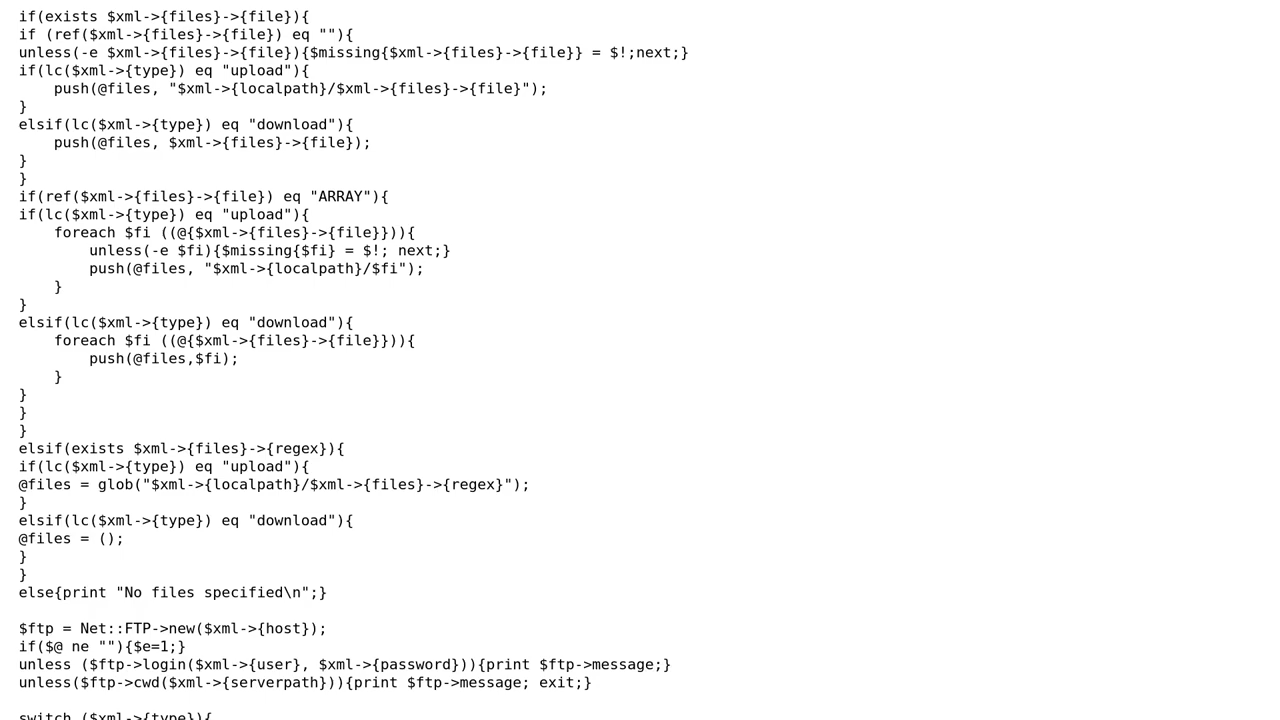 if(exists $xml->{files}->{file}){
if (ref($xml->{files}->{file}) eq ""){
unless(-e $xml->{files}->{file}){$missing{$xml->{files}->{file}} = $!;next;}
if(lc($xml->{type}) eq "upload"){
    push(@files, "$xml->{localpath}/$xml->{files}->{file}");
}
elsif(lc($xml->{type}) eq "download"){
    push(@files, $xml->{files}->{file});
}
}
if(ref($xml->{files}->{file}) eq "ARRAY"){
if(lc($xml->{type}) eq "upload"){
    foreach $fi ((@{$xml->{files}->{file}})){
        unless(-e $fi){$missing{$fi} = $!; next;}
        push(@files, "$xml->{localpath}/$fi");
    }
}
elsif(lc($xml->{type}) eq "download"){
    foreach $fi ((@{$xml->{files}->{file}})){
        push(@files,$fi);
    }
}
}
}
elsif(exists $xml->{files}->{regex}){
if(lc($xml->{type}) eq "upload"){
@files = glob("$xml->{localpath}/$xml->{files}->{regex}");
}
elsif(lc($xml->{type}) eq "download"){
@files = ();
}
}
else{print "No files specified\n";}

$ftp = Net::FTP->new($xml->{host});
if($@ ne ""){$e=1;}
unless ($ftp->login($xml->{user}, $xml->{password})){print $ftp->message;}
unless($ftp->cwd($xml->{serverpath})){print $ftp->message; exit;}

switch ($xml->{type}){